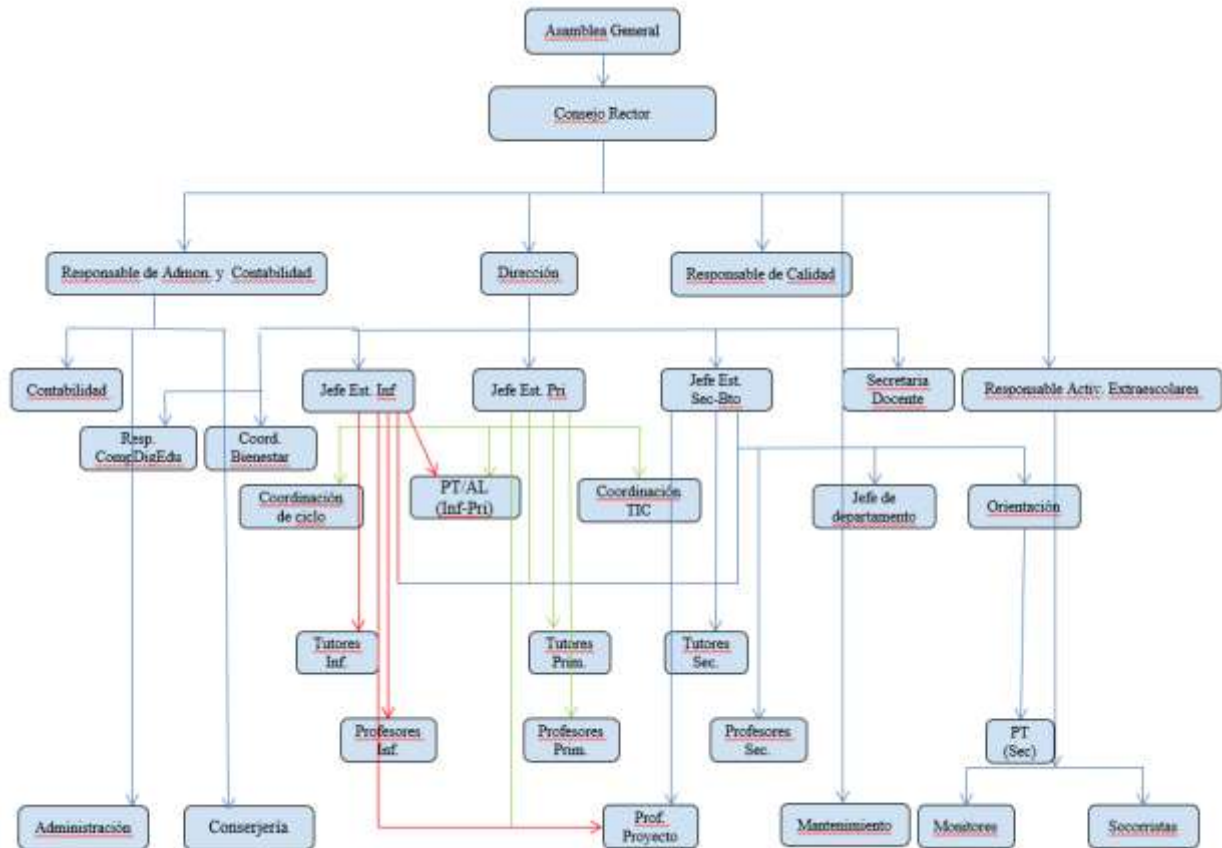 Asamblea General
Consejo Rector
Responsable de Admon. y Contabilidad
Dirección
Responsable de Calidad
Contabilidad
Jefe Est. Inf
Jefe Est. Pri
Jefe Est.
Sec-Bto
Secretaria
Docente
Responsable Activ. Extraescolares
Resp.
CompDigEdu
Coord.
Bienestar
Coordinación
de ciclo
PT/AL
(Inf-Pri)
Coordinación
TIC
Jefe de
departamento
Orientación
Tutores
Inf.
Tutores
Prim.
Tutores
Sec.
Profesores
Inf.
Profesores
Prim.
Profesores
Sec.
PT
(Sec)
Administración
Conserjería
Prof.
Proyecto
Mantenimiento
Monitores
Socorristas